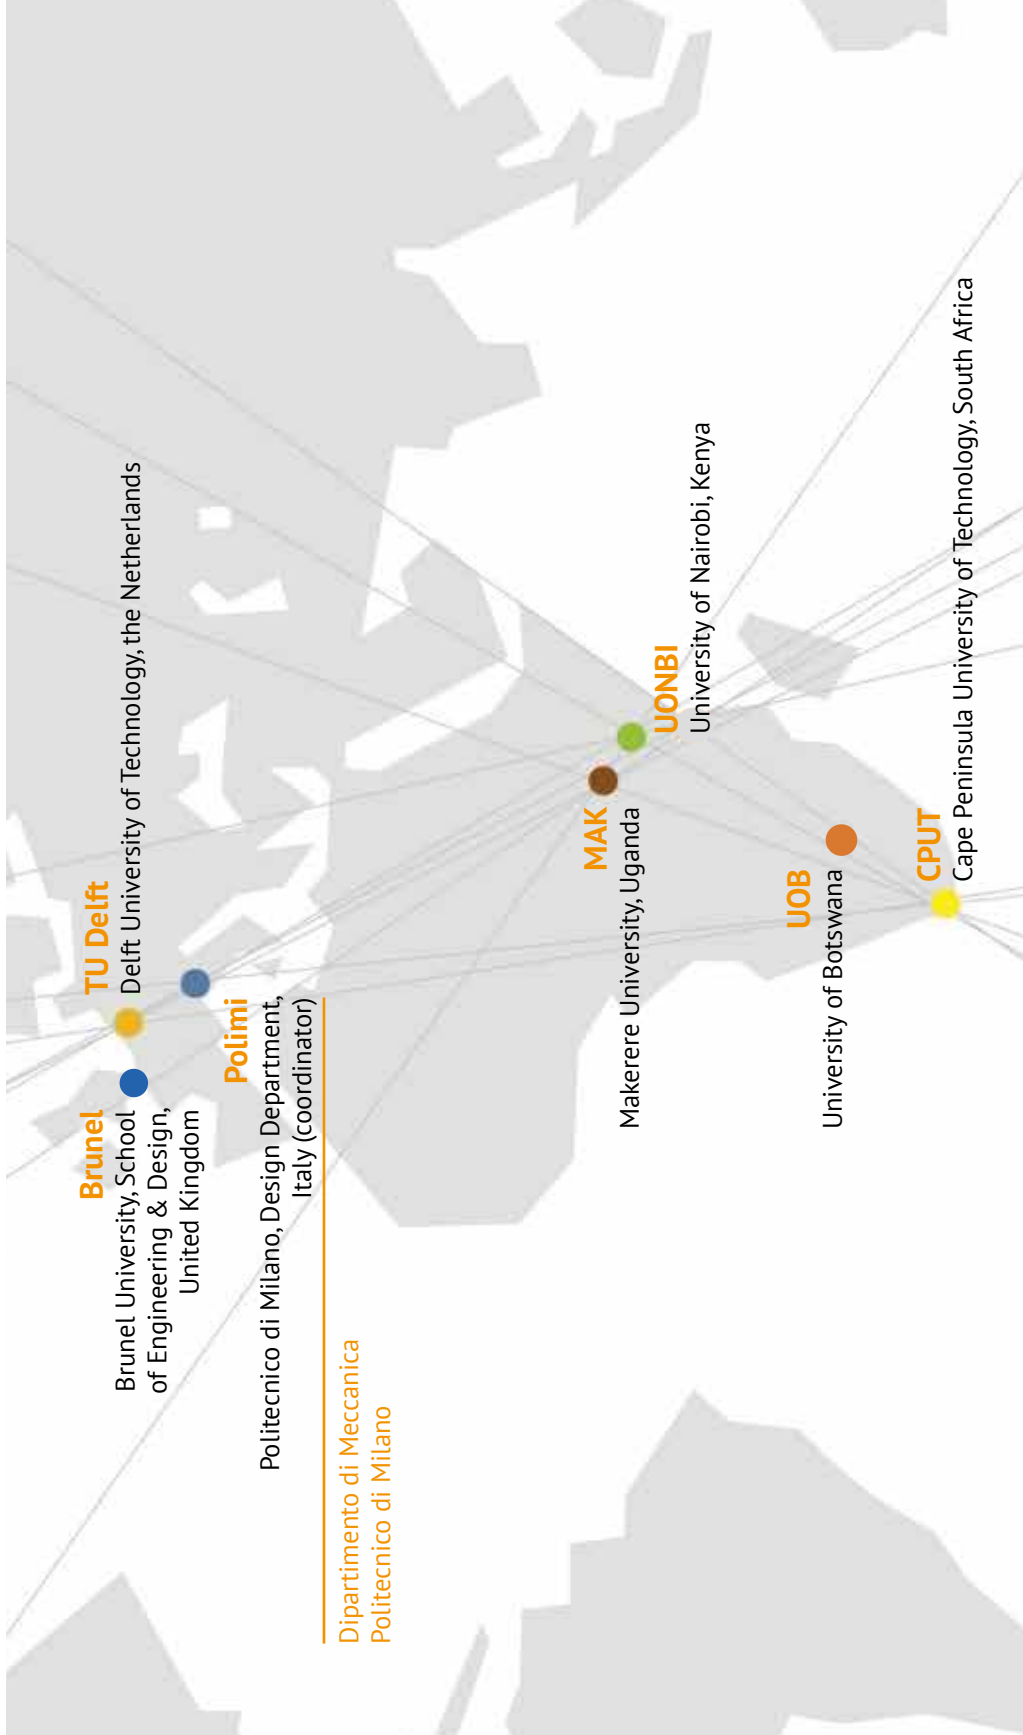 Brunel
Brunel University, School
of Engineering & Design,
United Kingdom
TU Delft
Delft University of Technology, the Netherlands
Polimi
Politecnico di Milano, Design Department,
Italy (coordinator)
Dipartimento di Meccanica
Politecnico di Milano
MAK
Makerere University, Uganda
UONBI
University of Nairobi, Kenya
UOB
University of Botswana
CPUT
Cape Peninsula University of Technology, South Africa